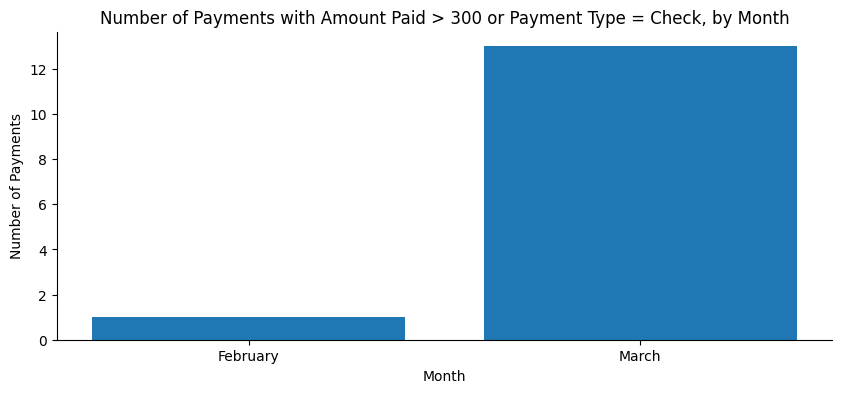 Number of Payments with Amount Paid > 300 or Payment Type = Check, by Month
12
10
8
6
4
2
0
Number of Payments
February
March
Month